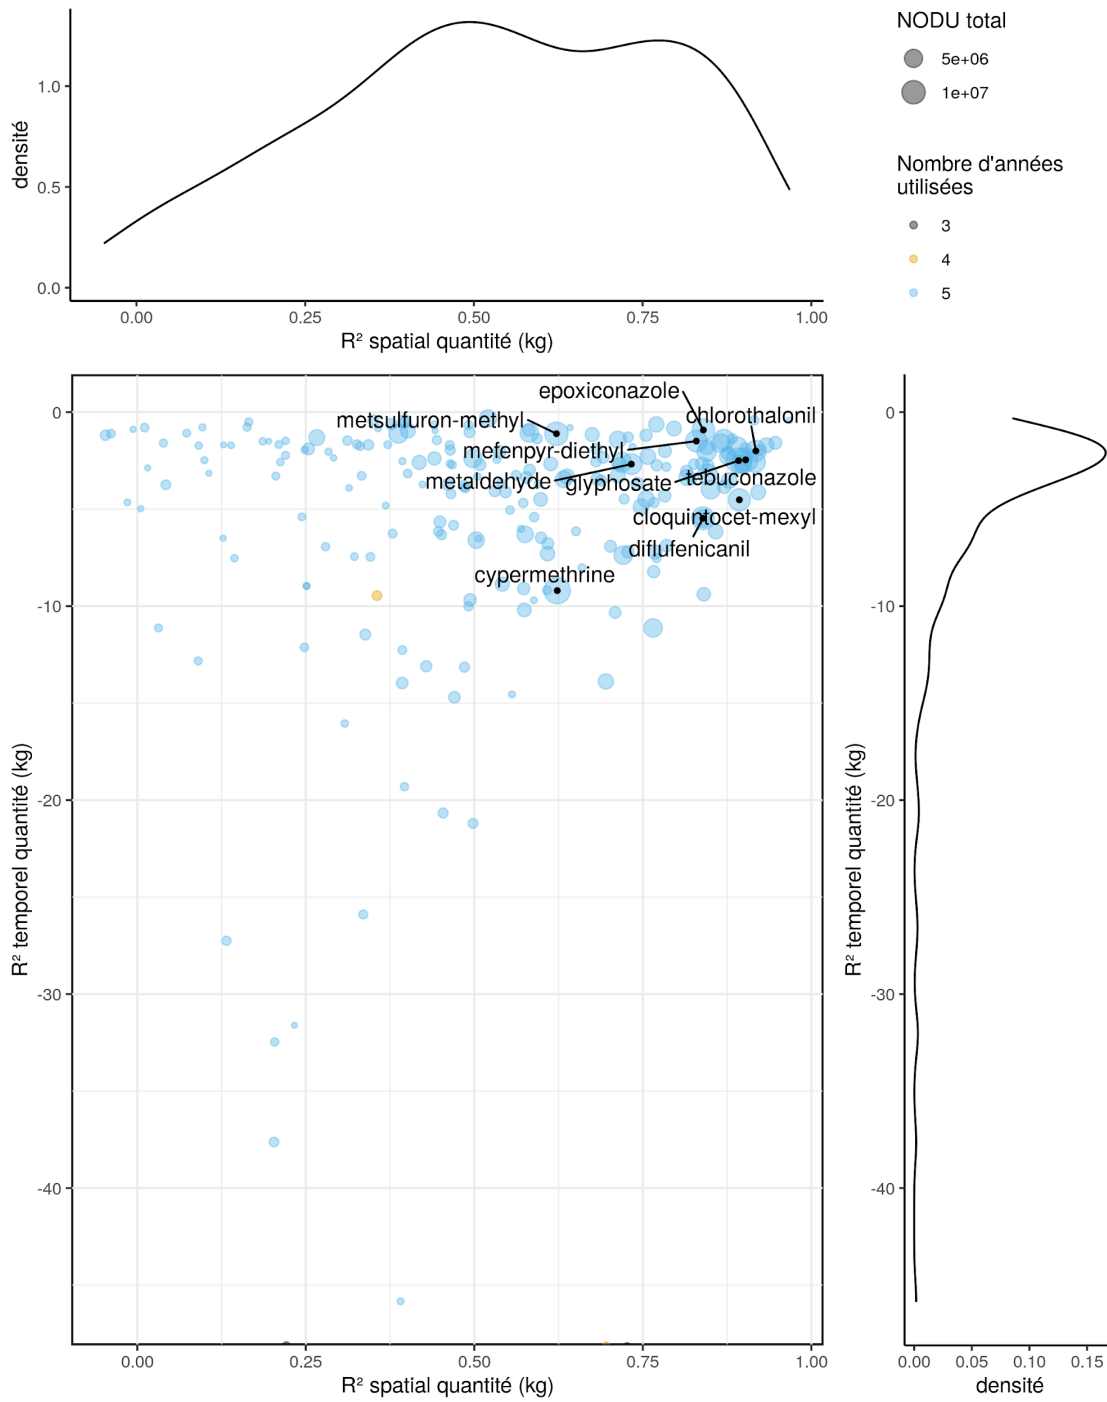 densité
1.0
0.5
0.0
0.00
0.25
0.50
0.75
1.00
R² spatial quantité (kg)
NODU total
5e+06
1e+07
Nombre d'années
utilisées
3
4
5
R² temporel quantité (kg)
0
-10
-20
-30
-40
epoxiconazole
chlorothalonil
metsulfuron-methyl
mefenpyr-diethyl
metaldehyde
glyphosate
tebuconazole
cloquintocet-mexyl
diflufenicanil
cypermethrine
0.00
0.25
0.50
0.75
1.00
R² spatial quantité (kg)
R² temporel quantité (kg)
0
-10
-20
-30
-40
0.00
0.05
0.10
0.15
densité